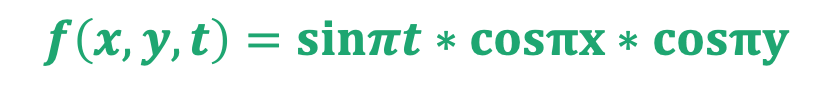 f(x, y, t) = sinπt * cosπx * cosπy